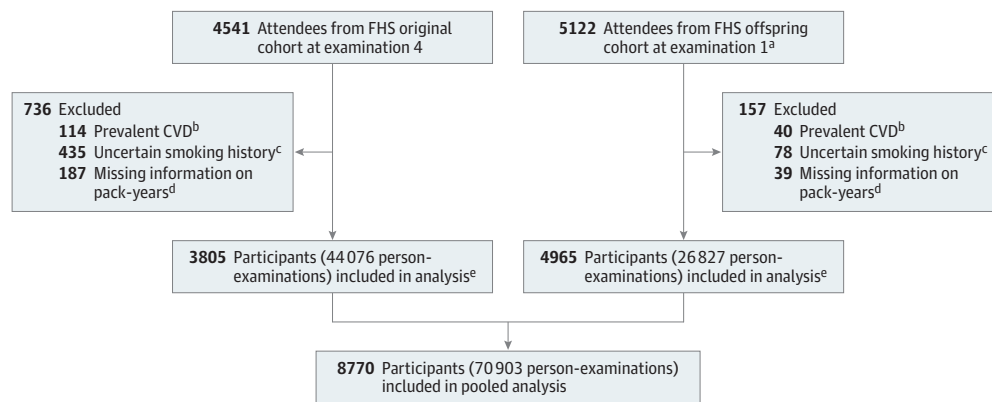 4541 Attendees from FHS original
cohort at examination 4
5122 Attendees from FHS offspring
cohort at examination 1a
736 Excluded
114 Prevalent CVDb
435 Uncertain smoking historyc
187 Missing information on
pack-yearsd
157 Excluded
40 Prevalent CVDb
78 Uncertain smoking historyc
39 Missing information on
pack-yearsd
3805 Participants (44 076 person-
examinations) included in analysise
4965 Participants (26 827 person-
examinations) included in analysise
8770 Participants (70 903 person-examinations)
included in pooled analysis